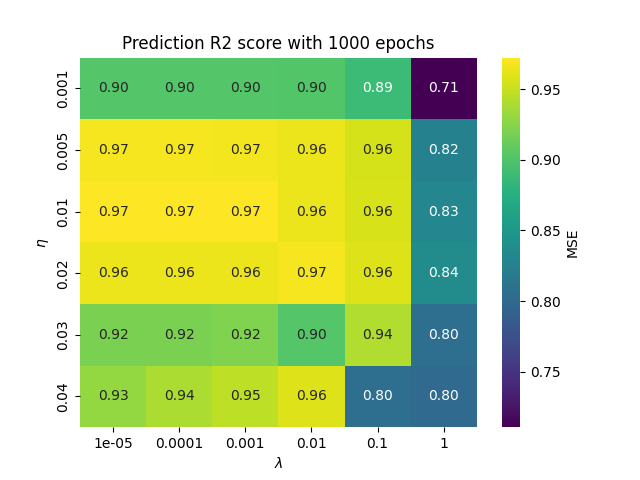 Prediction R2 score with 1000 epochs
0.001 0.90 0.90 0.90 0.90 0.89 0.71
0.005 0.97 0.97 0.97 0.96 0.96 0.82
0.01 0.97 0.97 0.97 0.96 0.96 0.83
0.02 0.96 0.96 0.96 0.97 0.96 0.84
0.03 0.92 0.92 0.92 0.90 0.94 0.80
0.04 0.93 0.94 0.95 0.96 0.80 0.80
η
1e-05 0.0001 0.001 0.01 0.1 1
λ
0.95
0.90
0.85
0.80
0.75
MSE